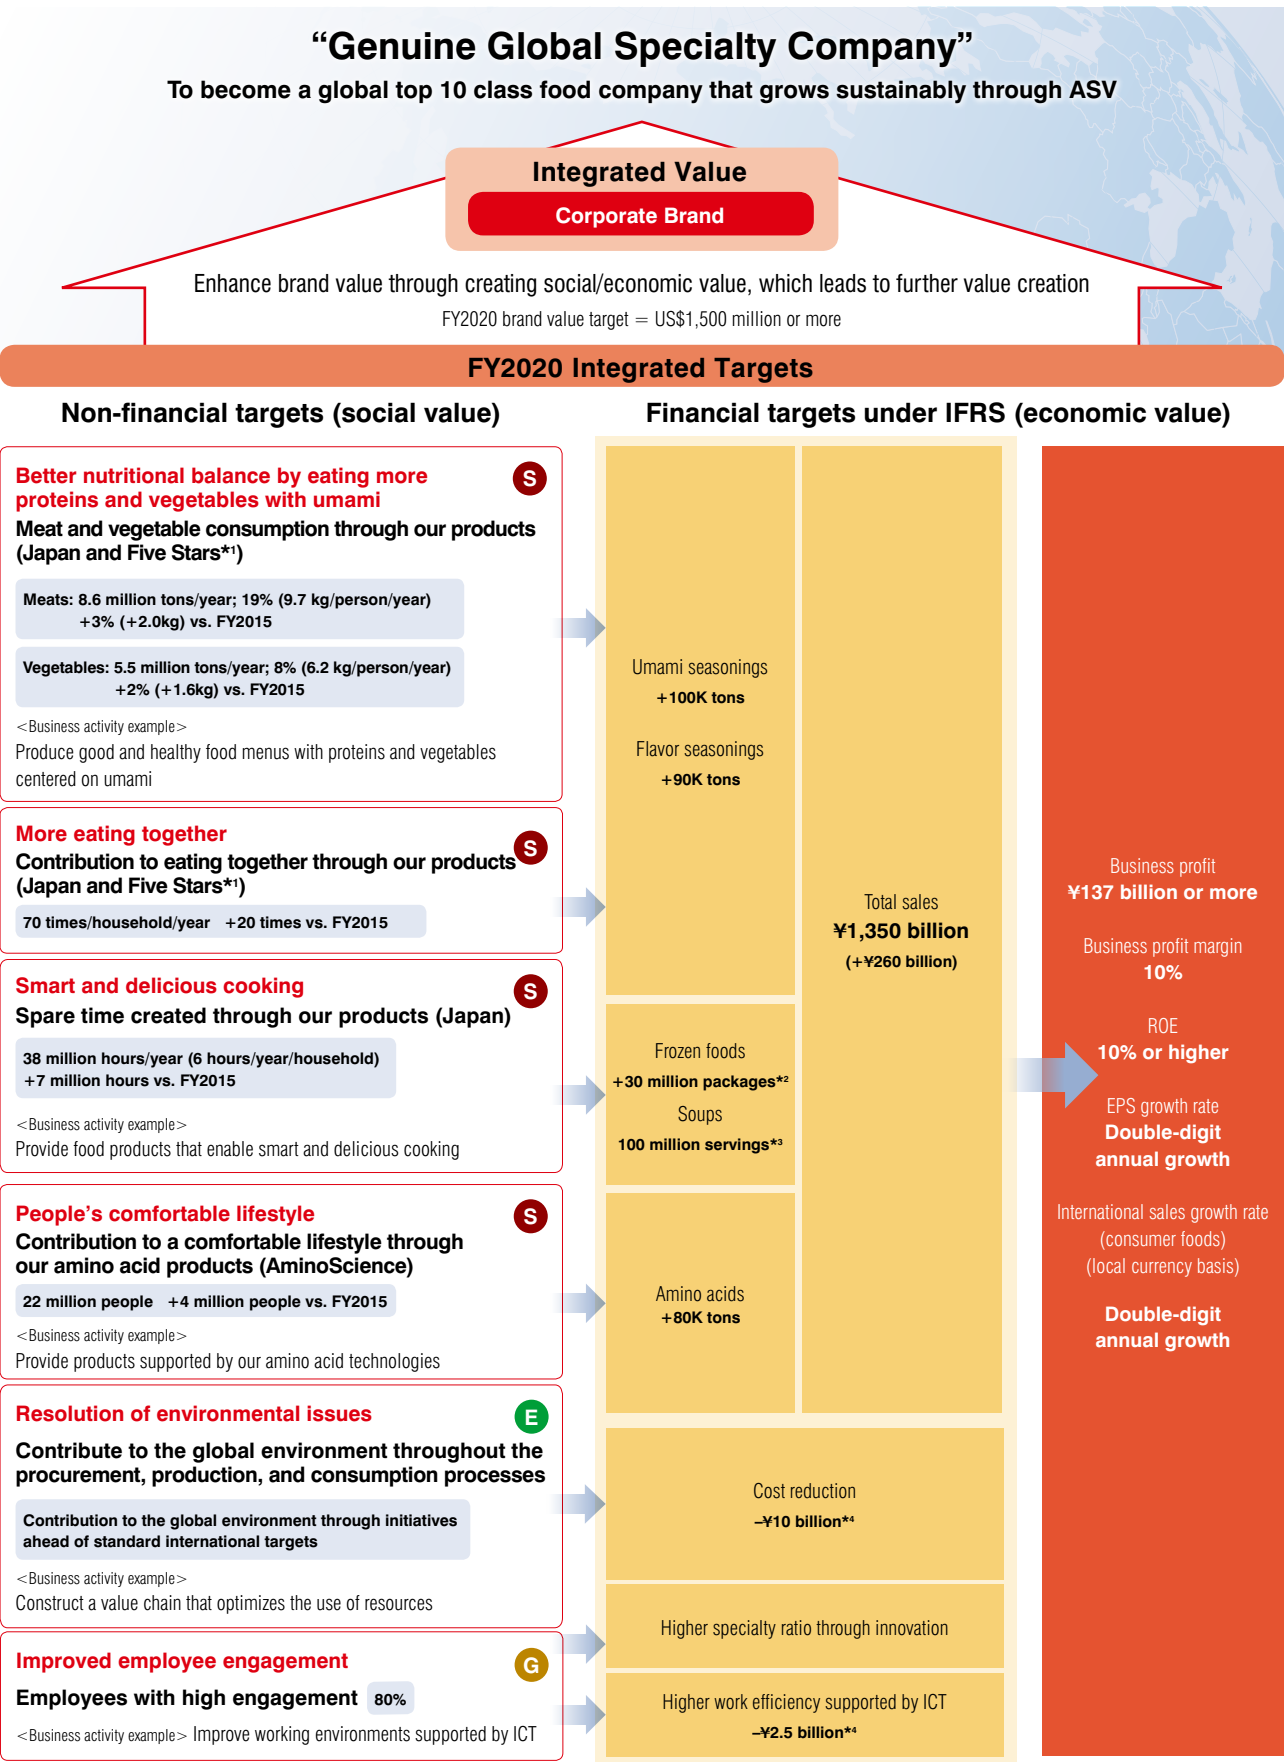 “Genuine Global Specialty Company”
To become a global top 10 class food company that grows sustainably through ASV
Integrated Value
Corporate Brand
Enhance brand value through creating social/economic value, which leads to further value creation
FY2020 brand value target = US$1,500 million or more
FY2020 Integrated Targets
Non-financial targets (social value)
Better nutritional balance by eating more
proteins and vegetables with umami
S
Meat and vegetable consumption through our products
(Japan and Five Stars*1)
Meats: 8.6 million tons/year; 19% (9.7 kg/person/year)
+3% (+2.0kg) vs. FY2015
Vegetables: 5.5 million tons/year; 8% (6.2 kg/person/year)
+2% (+1.6kg) vs. FY2015
<Business activity example>
Produce good and healthy food menus with proteins and vegetables
centered on umami
More eating together
S
Contribution to eating together through our products
(Japan and Five Stars*1)
70 times/household/year +20 times vs. FY2015
Smart and delicious cooking
S
Spare time created through our products (Japan)
38 million hours/year (6 hours/year/household)
+7 million hours vs. FY2015
<Business activity example>
Provide food products that enable smart and delicious cooking
People’s comfortable lifestyle
S
Contribution to a comfortable lifestyle through
our amino acid products (AminoScience)
22 million people +4 million people vs. FY2015
<Business activity example>
Provide products supported by our amino acid technologies
Resolution of environmental issues
E
Contribute to the global environment throughout the
procurement, production, and consumption processes
Contribution to the global environment through initiatives
ahead of standard international targets
<Business activity example>
Construct a value chain that optimizes the use of resources
Improved employee engagement
G
Employees with high engagement 80%
<Business activity example> Improve working environments supported by ICT
Financial targets under IFRS (economic value)
Umami seasonings
+100K tons
Flavor seasonings
+90K tons
Frozen foods
+30 million packages*2
Soups
100 million servings*3
Amino acids
+80K tons
Total sales
¥1,350 billion
(+¥260 billion)
Cost reduction
–¥10 billion*4
Higher specialty ratio through innovation
Higher work efficiency supported by ICT
–¥2.5 billion*4
Business profit
¥137 billion or more
Business profit margin
10%
ROE
10% or higher
EPS growth rate
Double-digit
annual growth
International sales growth rate
(consumer foods)
(local currency basis)
Double-digit
annual growth